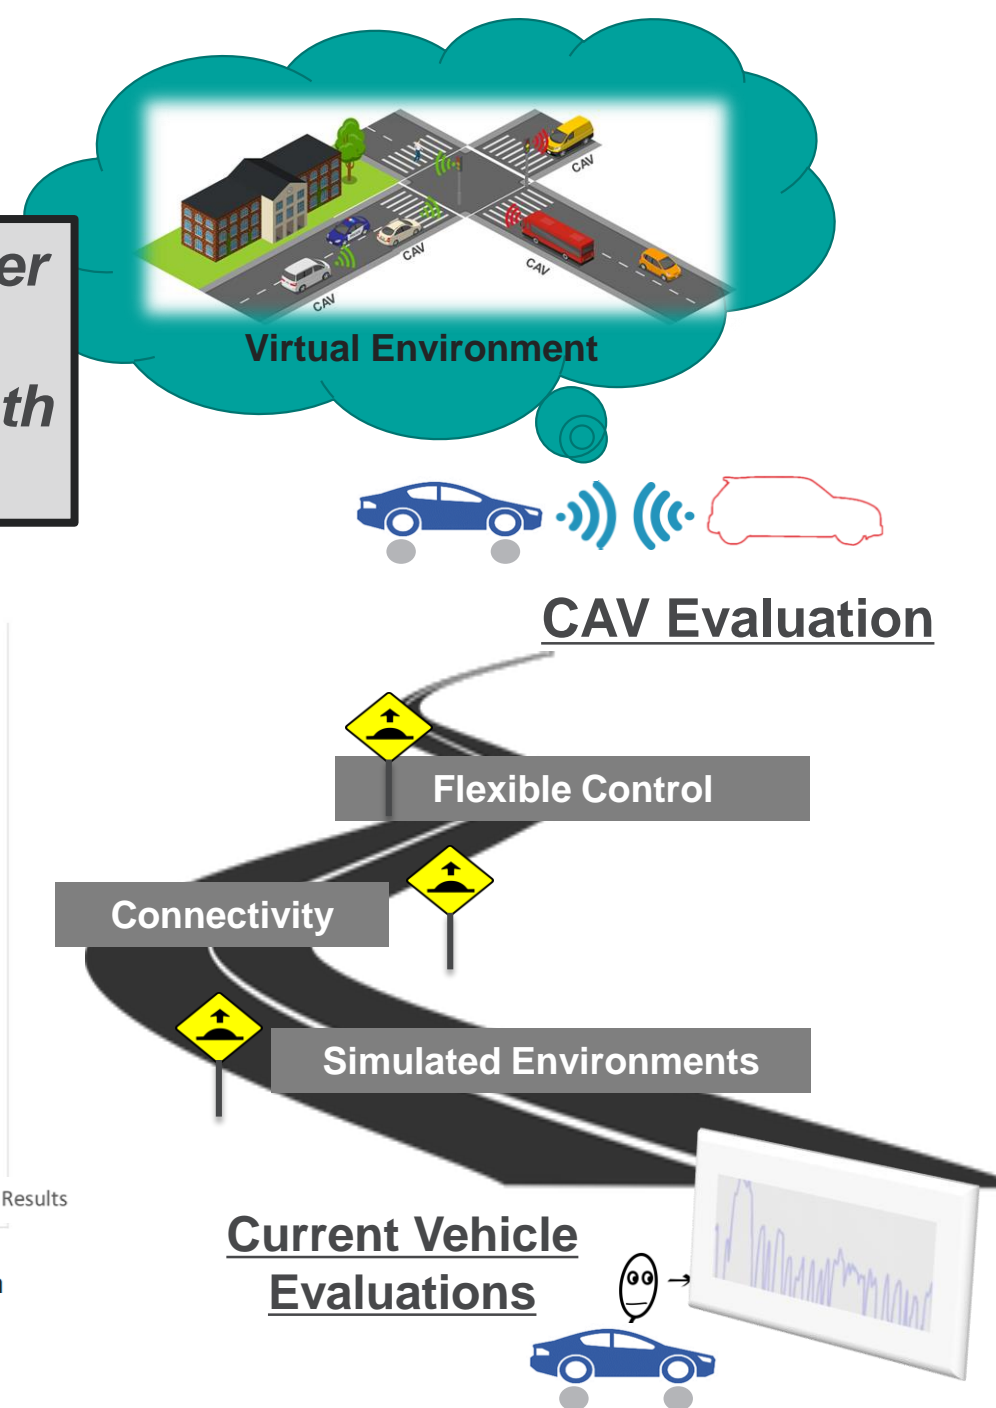 er
th
CAV
CAV
CAV
CAV
Virtual Environment
CAV Evaluation
Flexible Control
Connectivity
Simulated Environments
Results
Current Vehicle
Evaluations